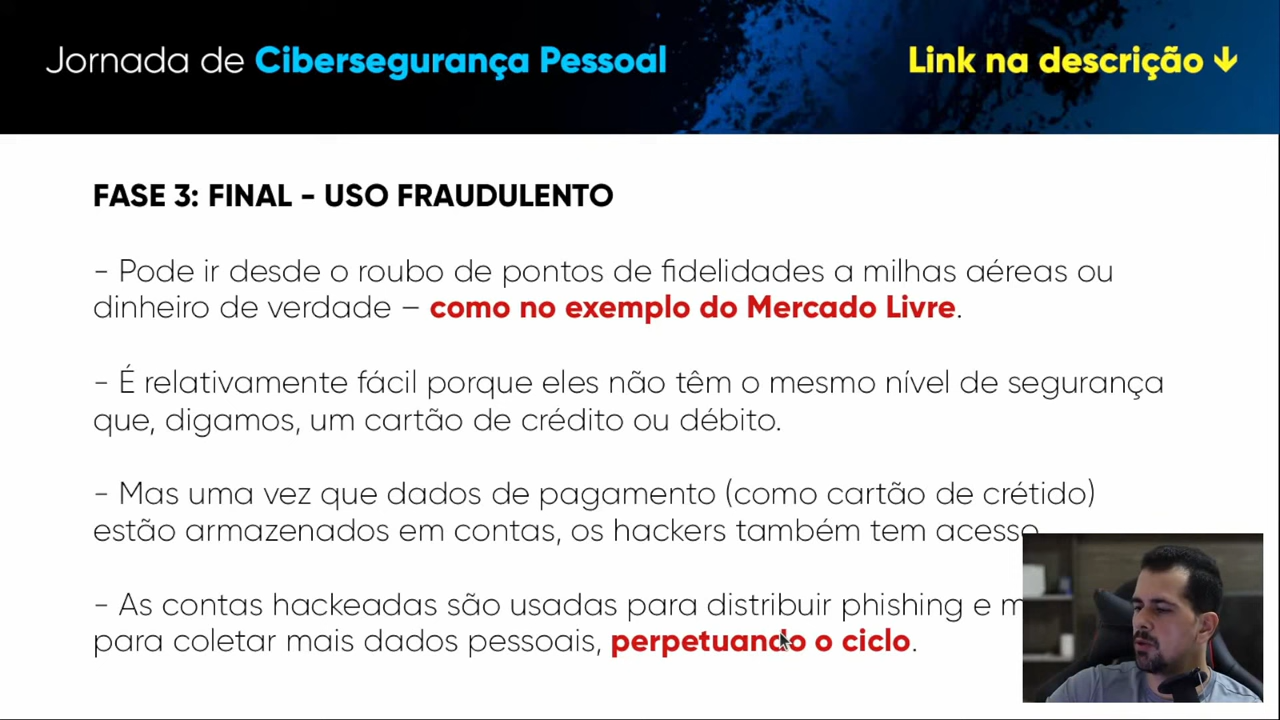 Jornada de Cibersegurança Pessoal
Link na descrição ↓
FASE 3: FINAL - USO FRAUDULENTO
- Pode ir desde o roubo de pontos de fidelidades a milhas aéreas ou
dinheiro de verdade – como no exemplo do Mercado Livre.
- É relativamente fácil porque eles não têm o mesmo nível de segurança
que, digamos, um cartão de crédito ou débito.
- Mas uma vez que dados de pagamento (como cartão de crétido)
estão armazenados em contas, os hackers também tem acesso
- As contas hackeadas são usadas para distribuir phishing e
para coletar mais dados pessoais, perpetuando o ciclo.